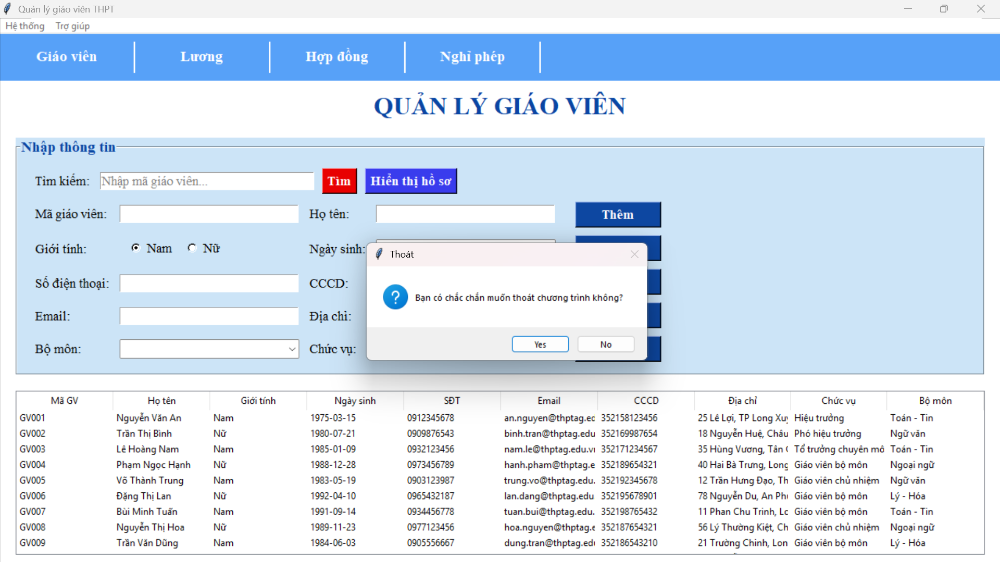 Quản lý giáo viên THPT
Hệ thống Trợ giúp
Giáo viên Lương Hợp đồng Nghỉ phép
QUẢN LÝ GIÁO VIÊN
Nhập thông tin
Tìm kiếm: Nhập mã giáo viên... Tìm Hiển thị hồ sơ
Mã giáo viên: Họ tên: Thêm
Giới tính: Nam Nữ Ngày sinh:
Số điện thoại: CCCD:
Email: Địa chỉ:
Bộ môn: Chức vụ:
Thoát
Bạn có chắc chắn muốn thoát chương trình không?
Yes No
Mã GV Họ tên Giới tính Ngày sinh SĐT Email CCCD Địa chỉ Chức vụ Bộ môn
GV001 Nguyễn Văn An Nam 1975-03-15 0912345678 an.nguyen@thptag.ec 352158123456 25 Lê Lợi, TP Long Xuy Hiệu trưởng Toán - Tin
GV002 Trần Thị Bình Nữ 1980-07-21 0909876543 binh.tran@thptag.edu 352169987654 18 Nguyễn Huệ, Châu Phó hiệu trưởng Ngữ văn
GV003 Lê Hoàng Nam Nam 1985-01-09 0932123456 nam.le@thptag.edu.vn 352171234567 35 Hùng Vương, Tân Tổ trưởng chuyên mô Toán - Tin
GV004 Phạm Ngọc Hạnh Nữ 1988-12-28 0973456789 hanh.pham@thptag.e 352189654321 40 Hai Bà Trưng, Long Giáo viên bộ môn Ngoại ngữ
GV005 Võ Thành Trung Nam 1983-05-19 0903123987 trung.vo@thptag.edu. 352192345678 12 Trần Hưng Đạo, Th Giáo viên chủ nhiệm Ngữ văn
GV006 Đặng Thị Lan Nữ 1992-04-10 0965432187 lan.dang@thptag.edu 352195678901 78 Nguyễn Du, An Phú Giáo viên bộ môn Lý - Hóa
GV007 Bùi Minh Tuấn Nam 1991-09-14 0934456778 tuan.bui@thptag.edu. 352198765432 11 Phan Chu Trinh, Lo Giáo viên bộ môn Toán - Tin
GV008 Nguyễn Thị Hoa Nữ 1989-11-23 0977123456 hoa.nguyen@thptag.e 352187654321 56 Lý Thường Kiệt, Ch Giáo viên chủ nhiệm Ngoại ngữ
GV009 Trần Văn Dũng Nam 1984-06-03 0905556667 dung.tran@thptag.edu 352186543210 21 Trường Chinh, Lon Giáo viên bộ môn Lý - Hóa